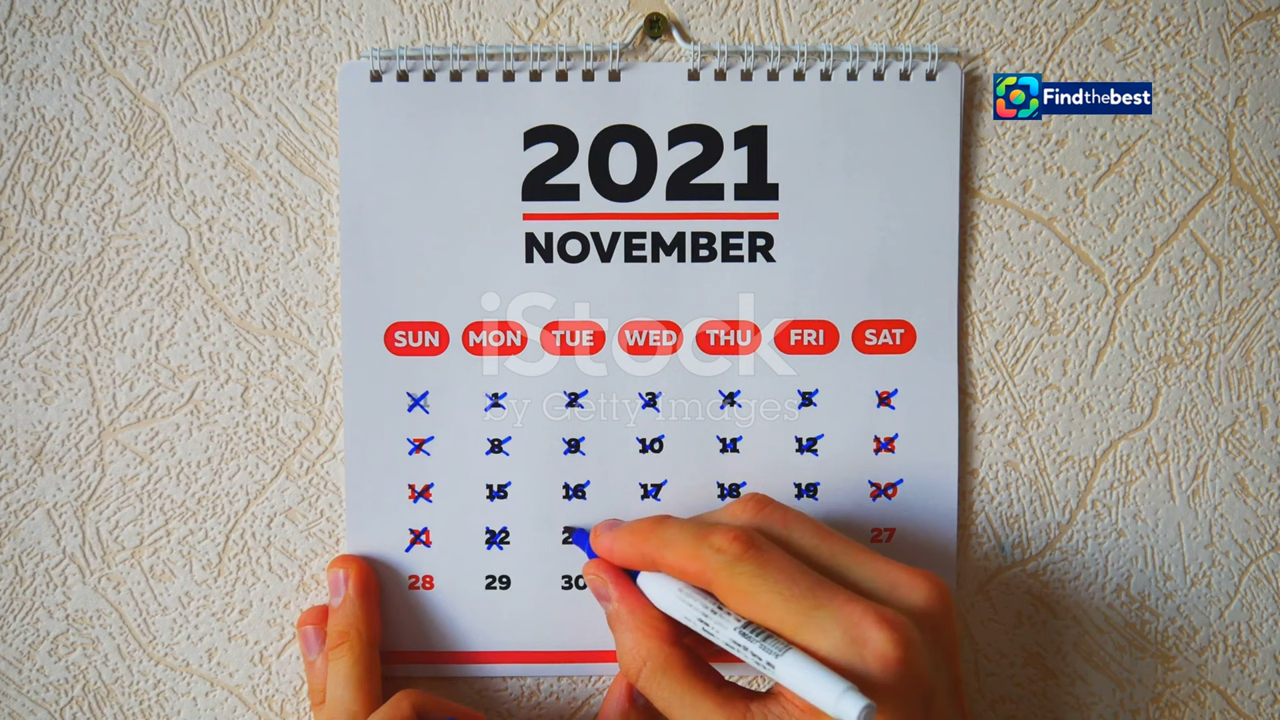 2021
NOVEMBER
FindtheBest
SUN MON TUE WED THU FRI SAT
iStock
1 2 3 4 5 6
by Getty Images
7 8 9 10 11 12 13
14 15 16 17 18 19 20
21 22 27
28 29 30